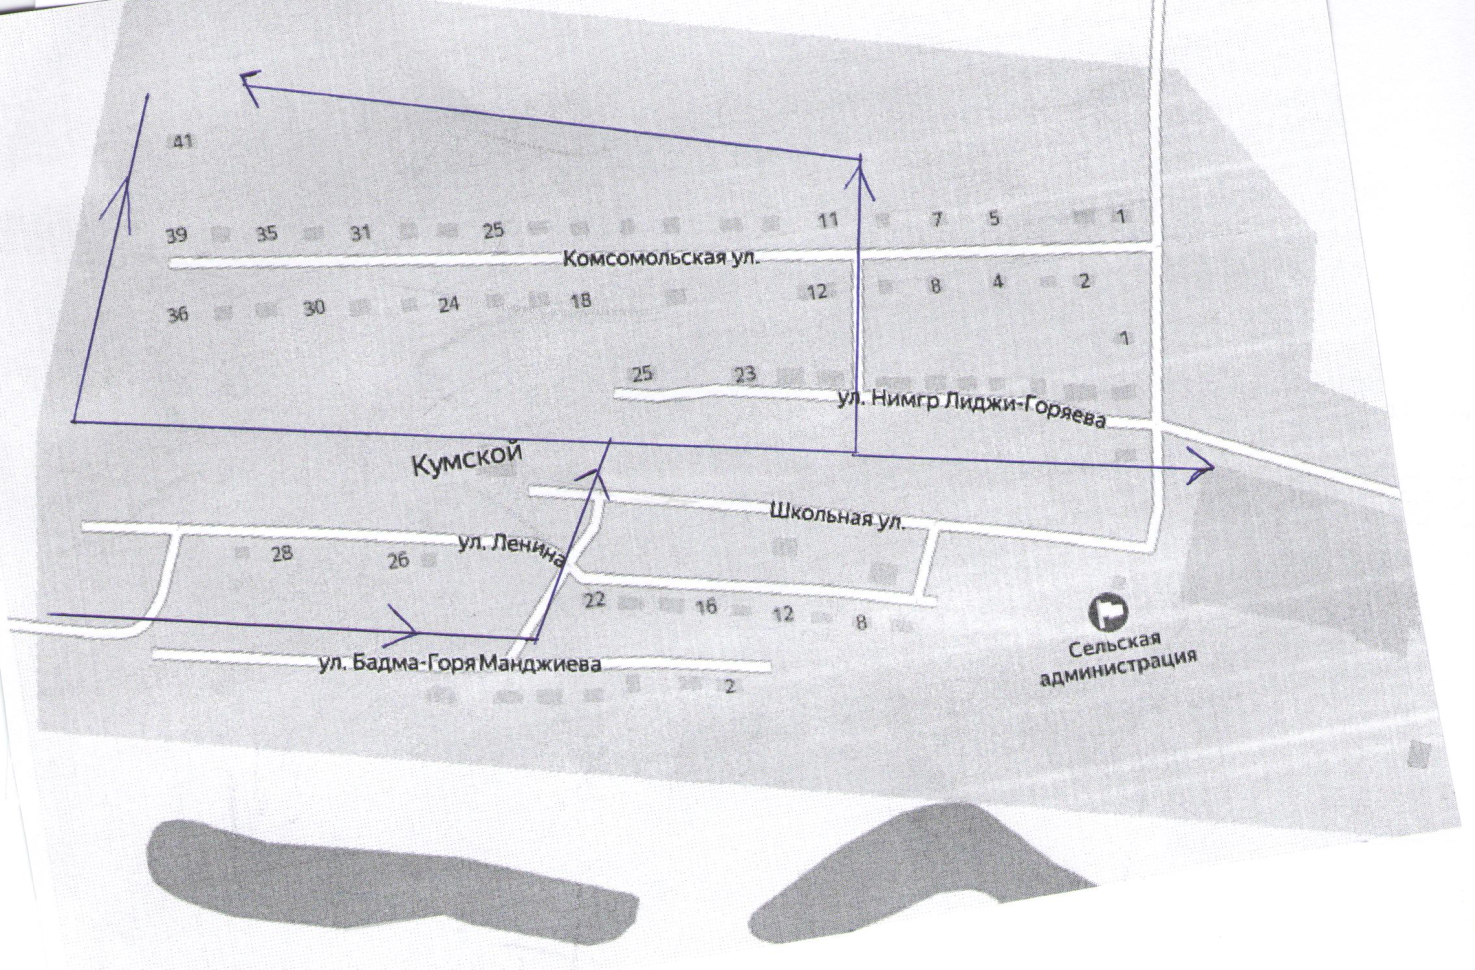 41
39 35 31 25 11 7 5 1
Комсомольская ул.
36 30 24 18 12 8 4 2
1
25 23
ул. Нимгр Лиджи-Горяева
Кумской
Школьная ул.
ул. Ленина
28 26
22 16 12 8
Сельская
администрация
ул. Бадма-Горя Манджиева
2